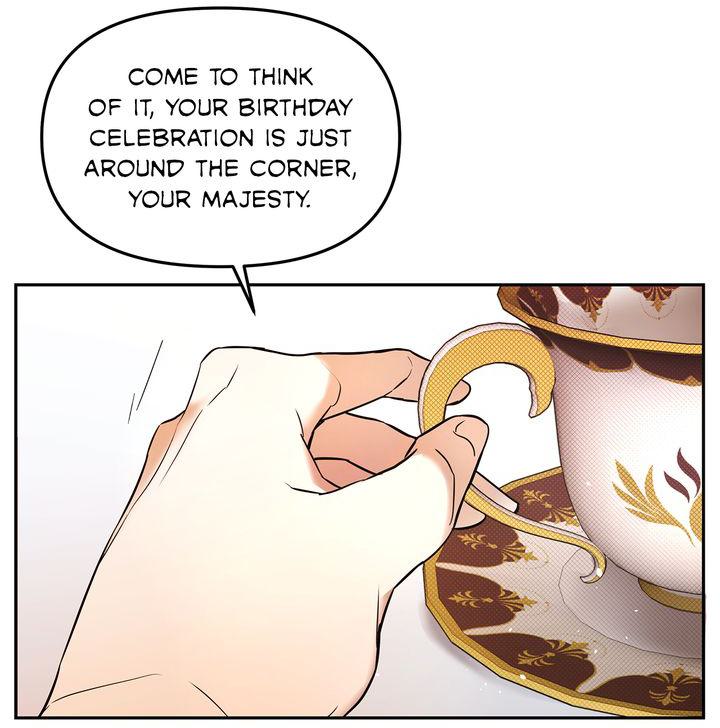 COME TO THINK
OF IT, YOUR BIRTHDAY
CELEBRATION IS JUST
AROUND THE CORNER,
YOUR MAJESTY.